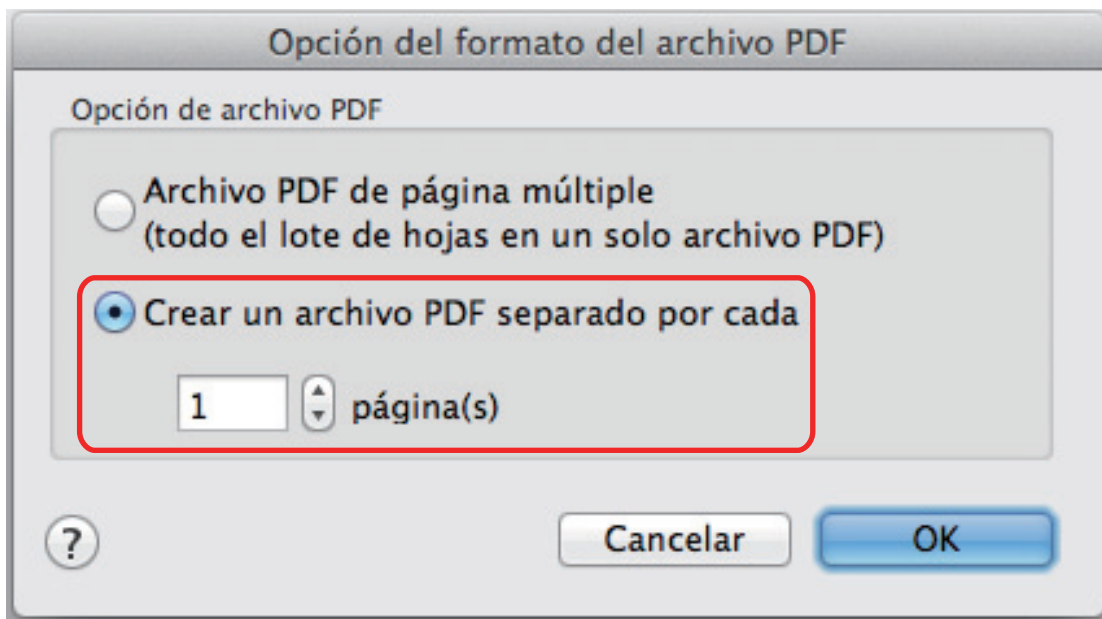 Opción del formato del archivo PDF
Opción de archivo PDF
Archivo PDF de página múltiple
(todo el lote de hojas en un solo archivo PDF)
Crear un archivo PDF separado por cada
1 página(s)
? Cancelar OK